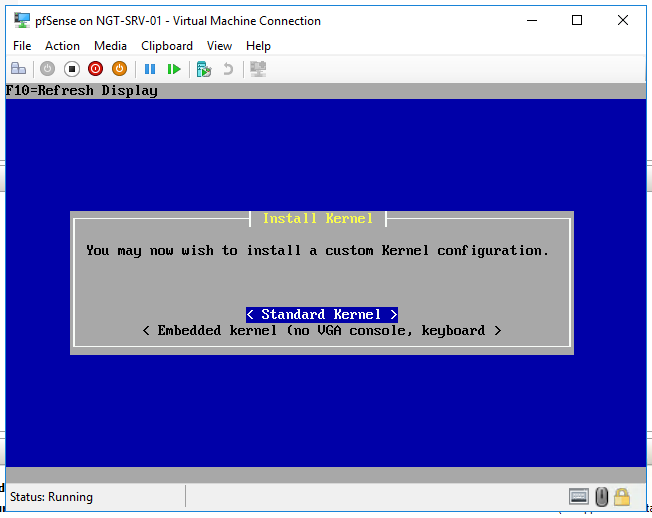 pfSense on NGT-SRV-01 - Virtual Machine Connection
File Action Media Clipboard View Help
F10=Refresh Display
Install Kernel
You may now wish to install a custom Kernel configuration.
< Standard Kernel >
< Embedded kernel (no VGA console, keyboard >
Status: Running